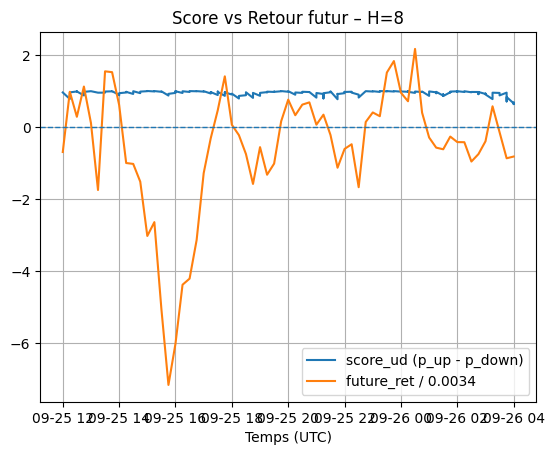 Score vs Retour futur – H=8
2
0
−2
−4
−6
score_ud (p_up - p_down)
future_ret / 0.0034
09-25 12 09-25 14 09-25 16 09-25 18 09-25 20 09-25 22 09-26 00 09-26 02 09-26 04
Temps (UTC)